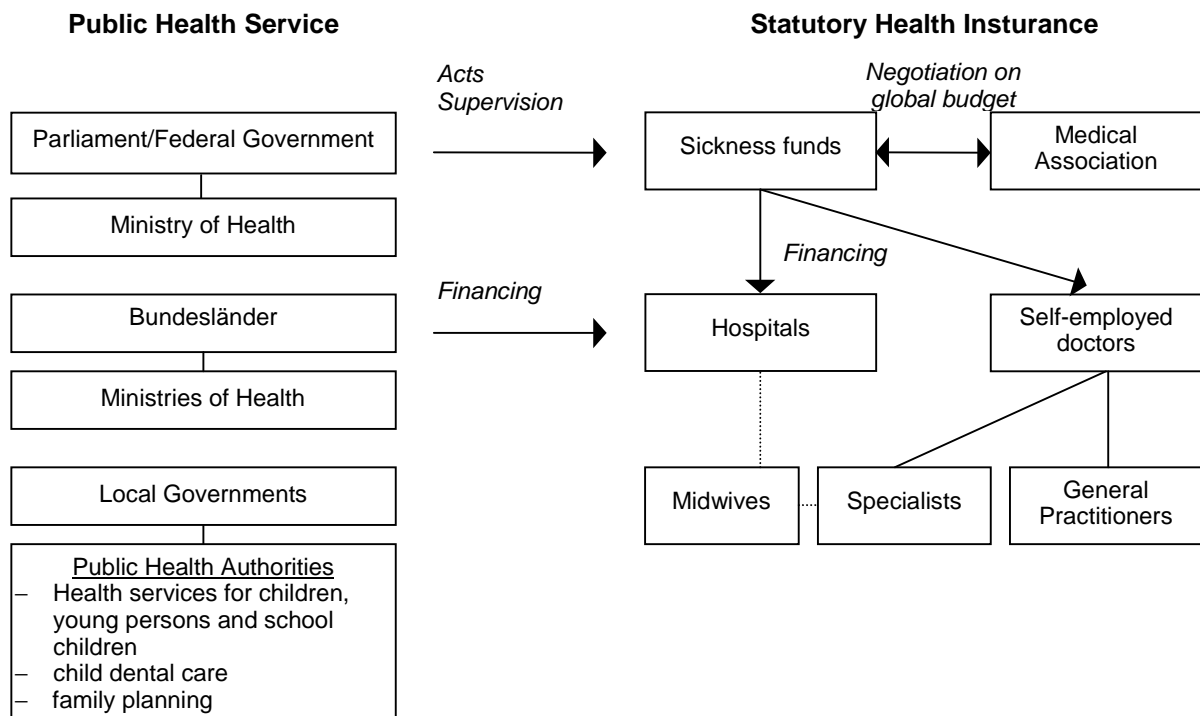 Public Health Service
Parliament/Federal Government
Ministry of Health
Bundesländer
Ministries of Health
Local Governments
Public Health Authorities
– Health services for children,
young persons and school
children
– child dental care
– family planning
Acts
Supervision
Financing
Statutory Health Insturance
Negotiation on
global budget
Sickness funds
Medical
Association
Financing
Hospitals
Self-employed
doctors
Midwives
Specialists
General
Practitioners